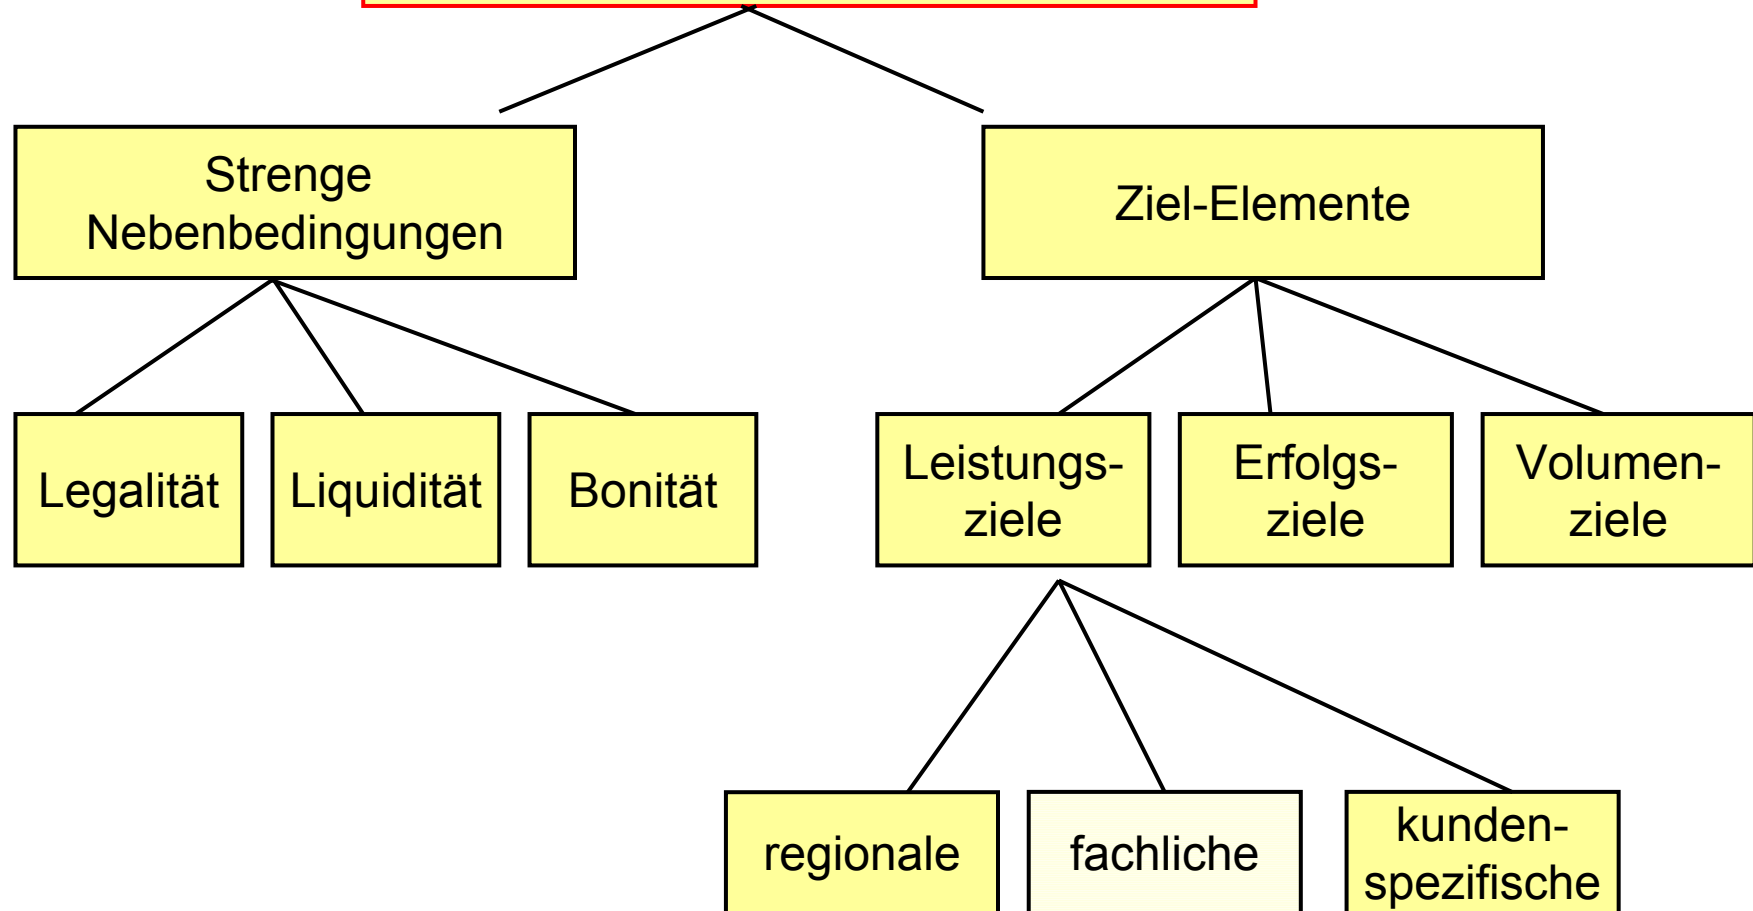 Strenge
Nebenbedingungen
Ziel-Elemente
Legalität
Liquidität
Bonität
Leistungs-
ziele
Erfolgs-
ziele
Volumen-
ziele
regionale
fachliche
kunden-
spezifische